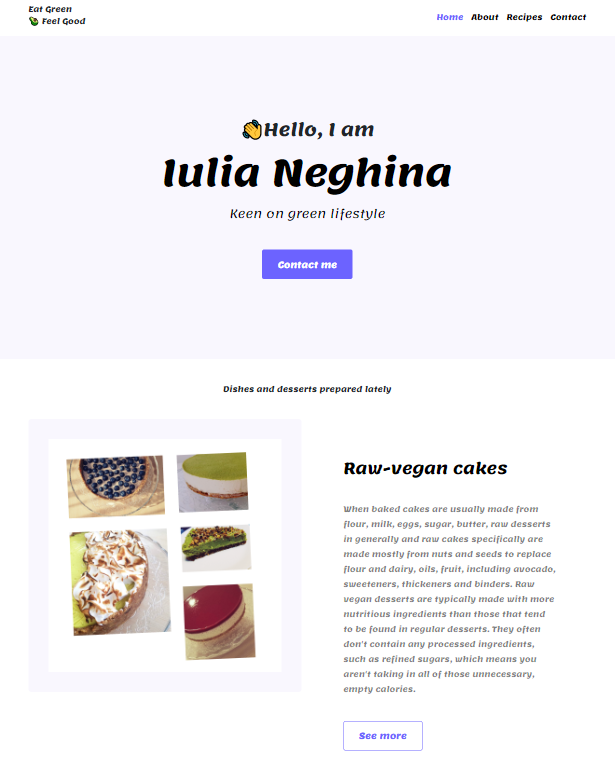 Eat Green
🥑 Feel Good
Home About Recipes Contact
👋Hello, I am
Iulia Neghina
Keen on green lifestyle
Contact me
Dishes and desserts prepared lately
Raw-vegan cakes
When baked cakes are usually made from
flour, milk, eggs, sugar, butter, raw desserts
in generally and raw cakes specifically are
made mostly from nuts and seeds to replace
flour and dairy, oils, fruit, including avocado,
sweeteners, thickeners and binders. Raw
vegan desserts are typically made with more
nutritious ingredients than those that tend
to be found in regular desserts. They often
don't contain any processed ingredients,
such as refined sugars, which means you
aren't taking in all of those unnecessary,
empty calories.
See more